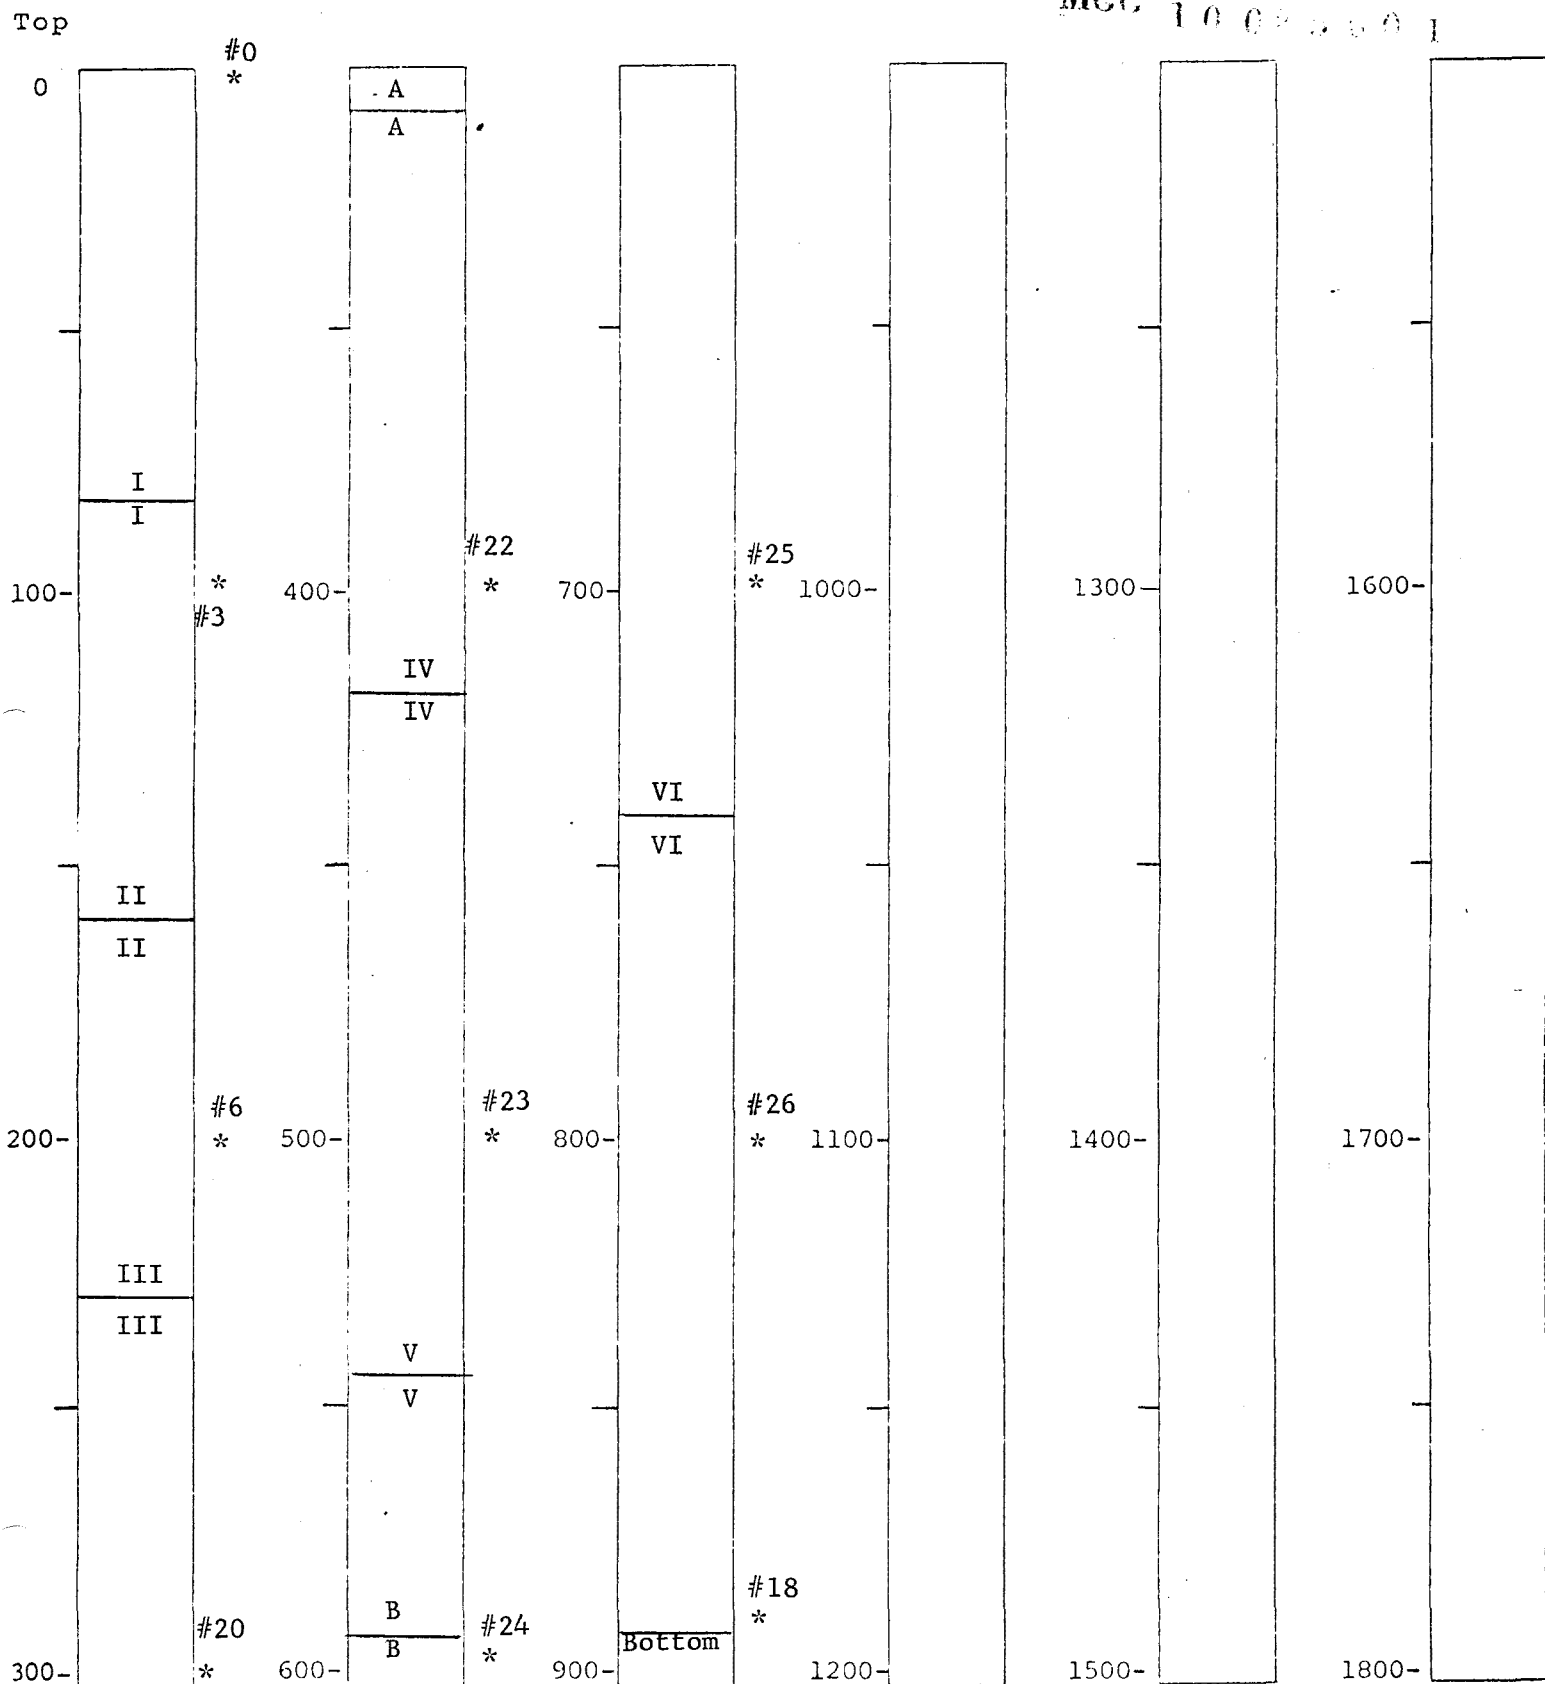 Top
#0
*
0
A
A
I
I
#22
#25
*
100-
400-
*
700-
*
1000-
1300-
1600-
#3
IV
IV
VI
VI
II
II
#6
#23
#26
*
*
*
200-
500-
800-
1100-
1400-
1700-
III
III
V
V
#18
*
B
B
#20
#24
Bottom
*
*
300-
600-
900-
1200-
1500-
1800-